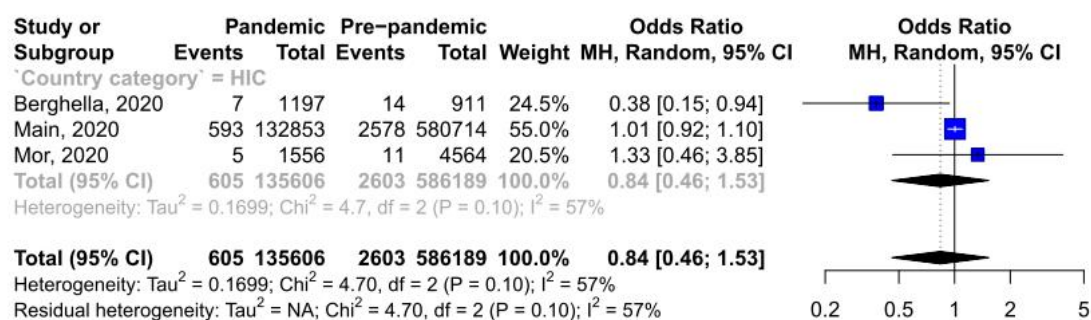 Study or Pandemic Pre−pandemic Odds Ratio Odds Ratio
Subgroup Events Total Events Total Weight MH, Random, 95% CI MH, Random, 95% CI
`Country category` = HIC
Berghella, 2020 7 1197 14 911 24.5% 0.38 [0.15; 0.94]
Main, 2020 593 132853 2578 580714 55.0% 1.01 [0.92; 1.10]
Mor, 2020 5 1556 11 4564 20.5% 1.33 [0.46; 3.85]
Total (95% CI) 605 135606 2603 586189 100.0% 0.84 [0.46; 1.53]
Heterogeneity: Tau² = 0.1699; Chi² = 4.7, df = 2 (P = 0.10); I² = 57%
Total (95% CI) 605 135606 2603 586189 100.0% 0.84 [0.46; 1.53]
Heterogeneity: Tau² = 0.1699; Chi² = 4.70, df = 2 (P = 0.10); I² = 57%
Residual heterogeneity: Tau² = NA; Chi² = 4.70, df = 2 (P = 0.10); I² = 57%
0.2 0.5 1 2 5